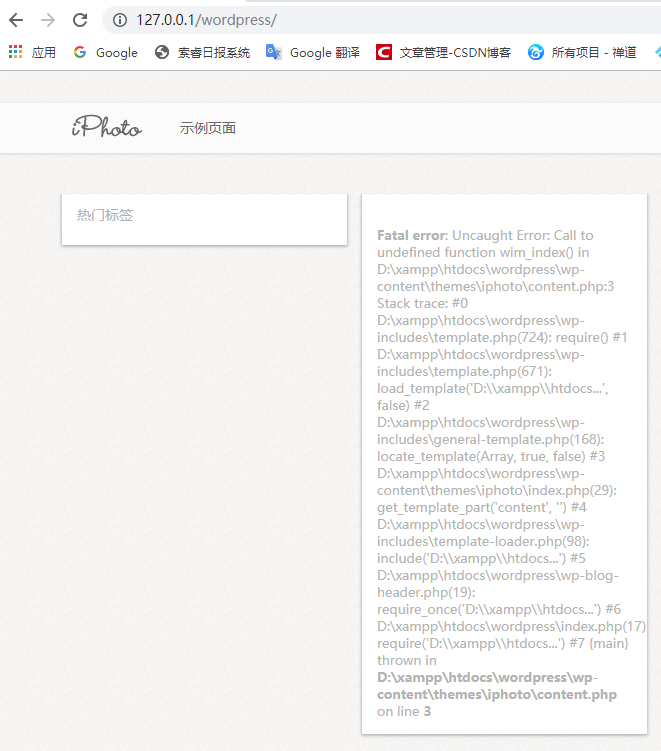 127.0.0.1/wordpress/
应用 Google 索睿日报系统 Google 翻译 文章管理-CSDN博客 所有项目 - 禅道
iPhoto 示例页面
热门标签
Fatal error: Uncaught Error: Call to
undefined function wim_index() in
D:\xampp\htdocs\wordpress\wp-
content\themes\iphoto\content.php:3
Stack trace: #0
D:\xampp\htdocs\wordpress\wp-
includes\template.php(724): require() #1
D:\xampp\htdocs\wordpress\wp-
includes\template.php(671):
load_template('D:\\xampp\\htdocs...',
false) #2
D:\xampp\htdocs\wordpress\wp-
includes\general-template.php(168):
locate_template(Array, true, false) #3
D:\xampp\htdocs\wordpress\wp-
content\themes\iphoto\index.php(29):
get_template_part('content', '') #4
D:\xampp\htdocs\wordpress\wp-
includes\template-loader.php(98):
include('D:\\xampp\\htdocs...') #5
D:\xampp\htdocs\wordpress\wp-blog-
header.php(19):
require_once('D:\\xampp\\htdocs...') #6
D:\xampp\htdocs\wordpress\index.php(17):
require('D:\\xampp\\htdocs...') #7 {main}
thrown in
D:\xampp\htdocs\wordpress\wp-
content\themes\iphoto\content.php
on line 3